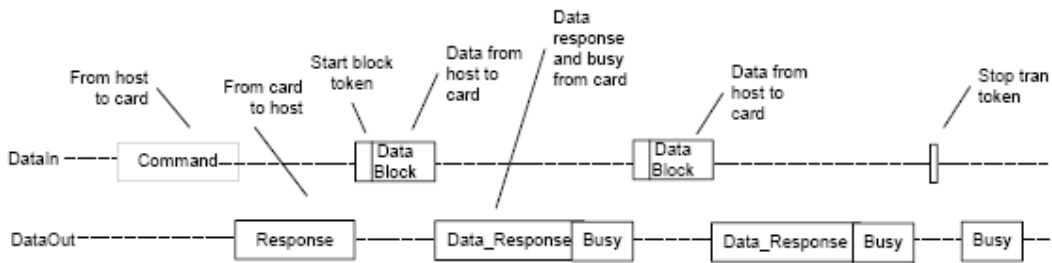 From host
to card
From card
to host
Start block
token
Data from
host to
card
Data
response
and busy
from card
Data from
host to
card
Stop tran
token
DataIn
Command
Data
Block
Data
Block
DataOut
Response
Data_Response
Busy
Data_Response
Busy
Busy